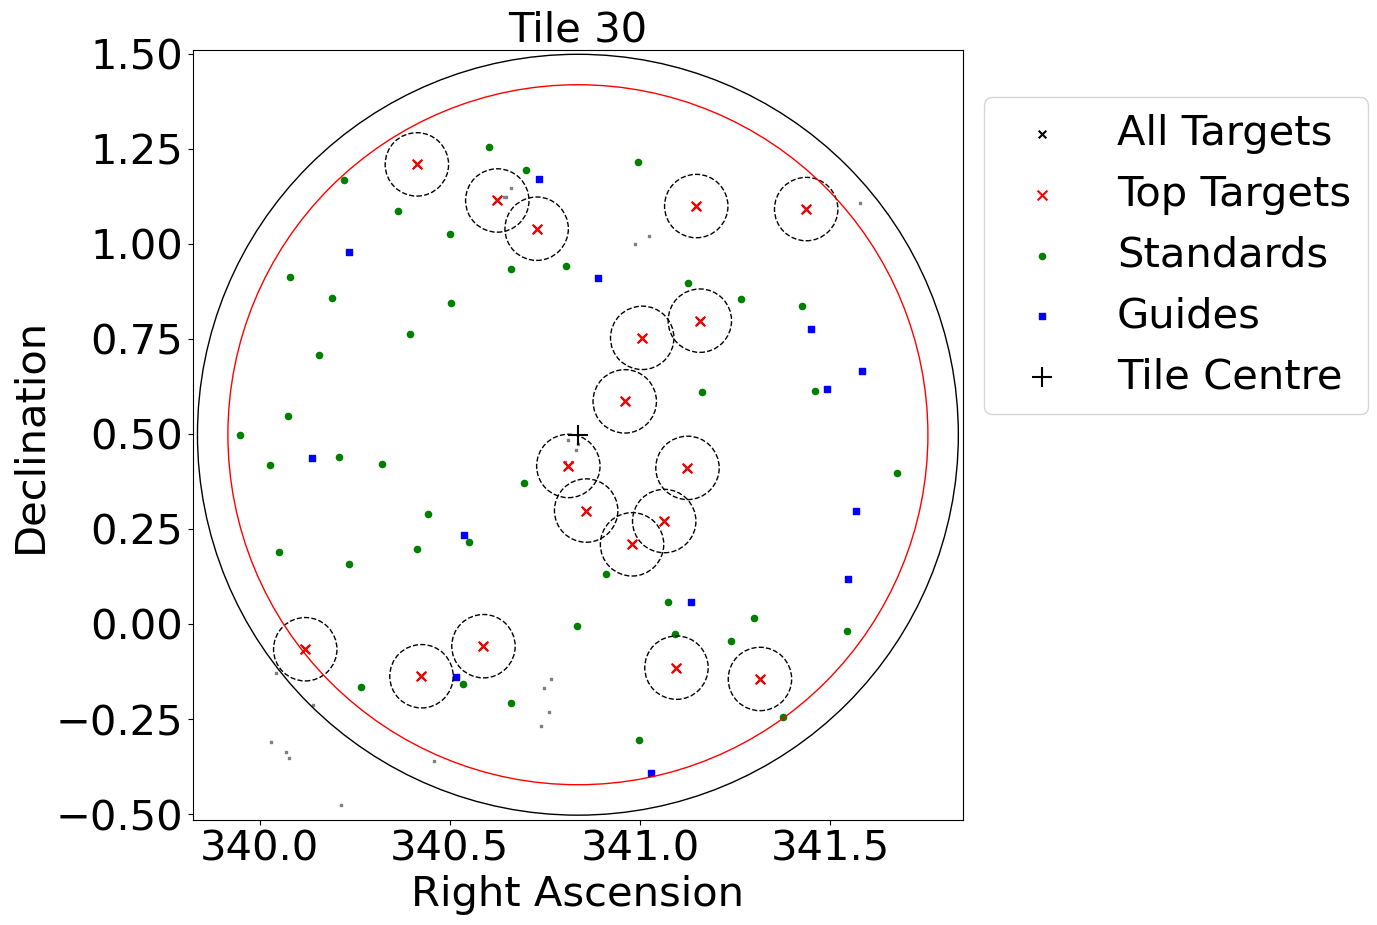 Tile 30
1.50
1.25
1.00
0.75
0.50
0.25
0.00
−0.25
−0.50
Declination
340.0 340.5 341.0 341.5
Right Ascension
All Targets
Top Targets
Standards
Guides
Tile Centre